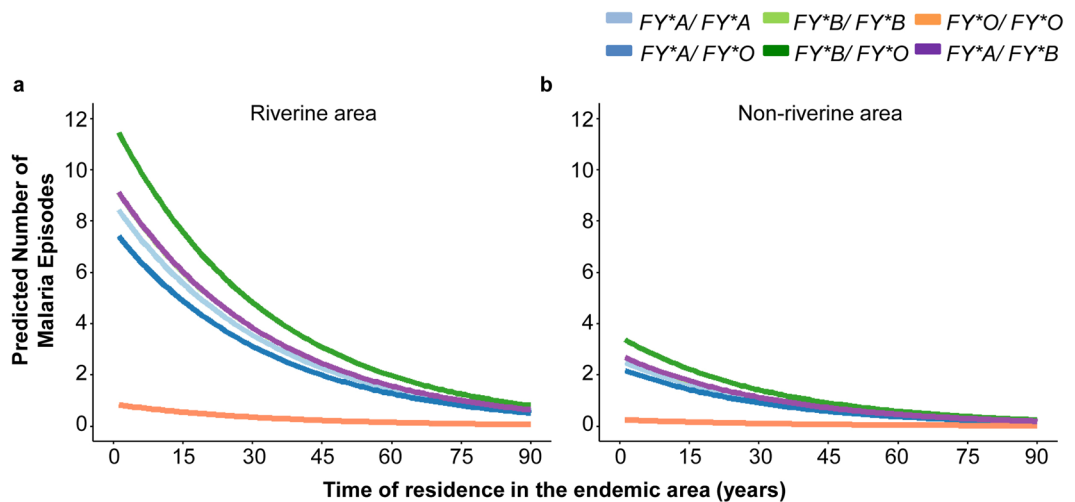 FY*A/ FY*A FY*B/ FY*B FY*O/ FY*O
FY*A/ FY*O FY*B/ FY*O FY*A/ FY*B
a
b
Riverine area
Non-riverine area
Predicted Number of
Malaria Episodes
12
10
8
6
4
2
0
12
10
8
6
4
2
0
0 15 30 45 60 75 90
0 15 30 45 60 75 90
Time of residence in the endemic area (years)